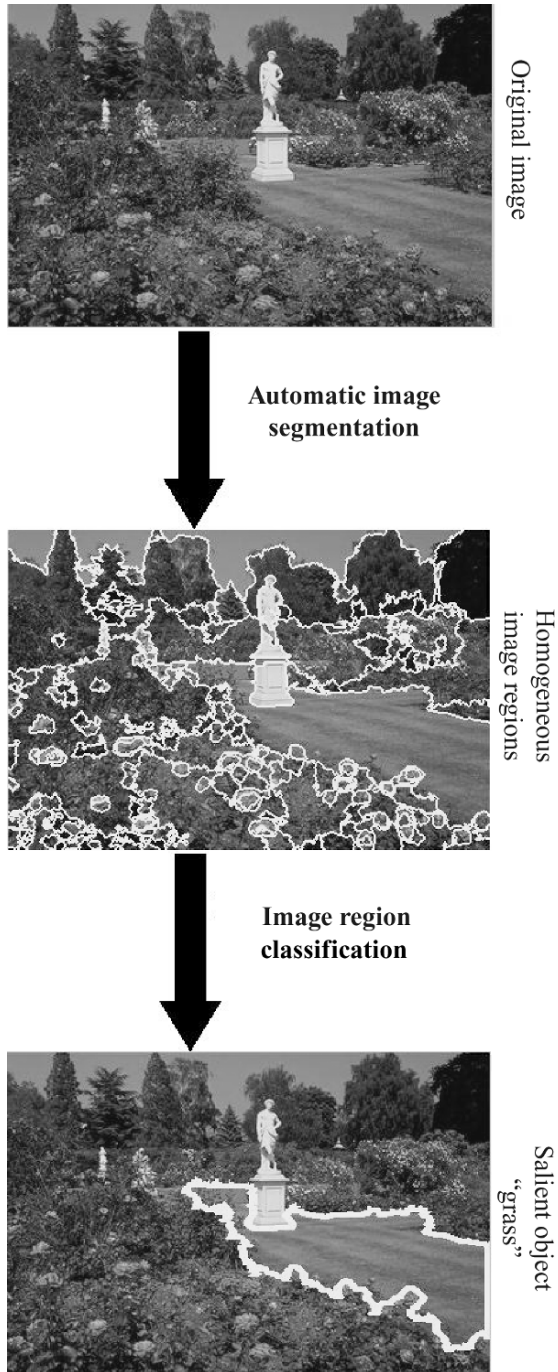 Original image
Automatic image
segmentation
Homogeneous
image regions
Image region
classification
Salient object
“grass”